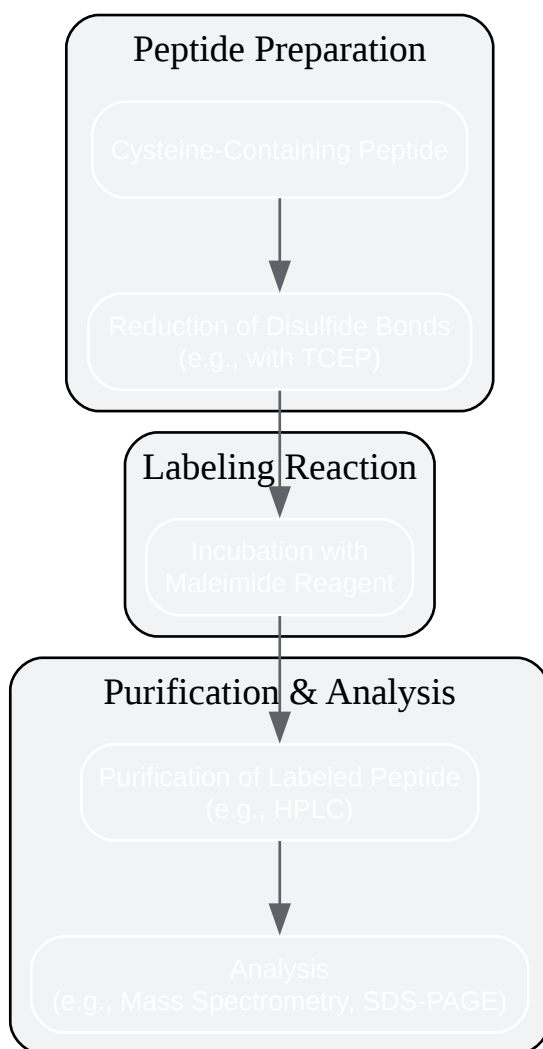 Peptide Preparation
Cysteine-Containing Peptide
Reduction of Disulfide Bonds
(e.g., with TCEP)
Labeling Reaction
Incubation with
Maleimide Reagent
Purification & Analysis
Purification of Labeled Peptide
(e.g., HPLC)
Analysis
(e.g., Mass Spectrometry, SDS-PAGE)